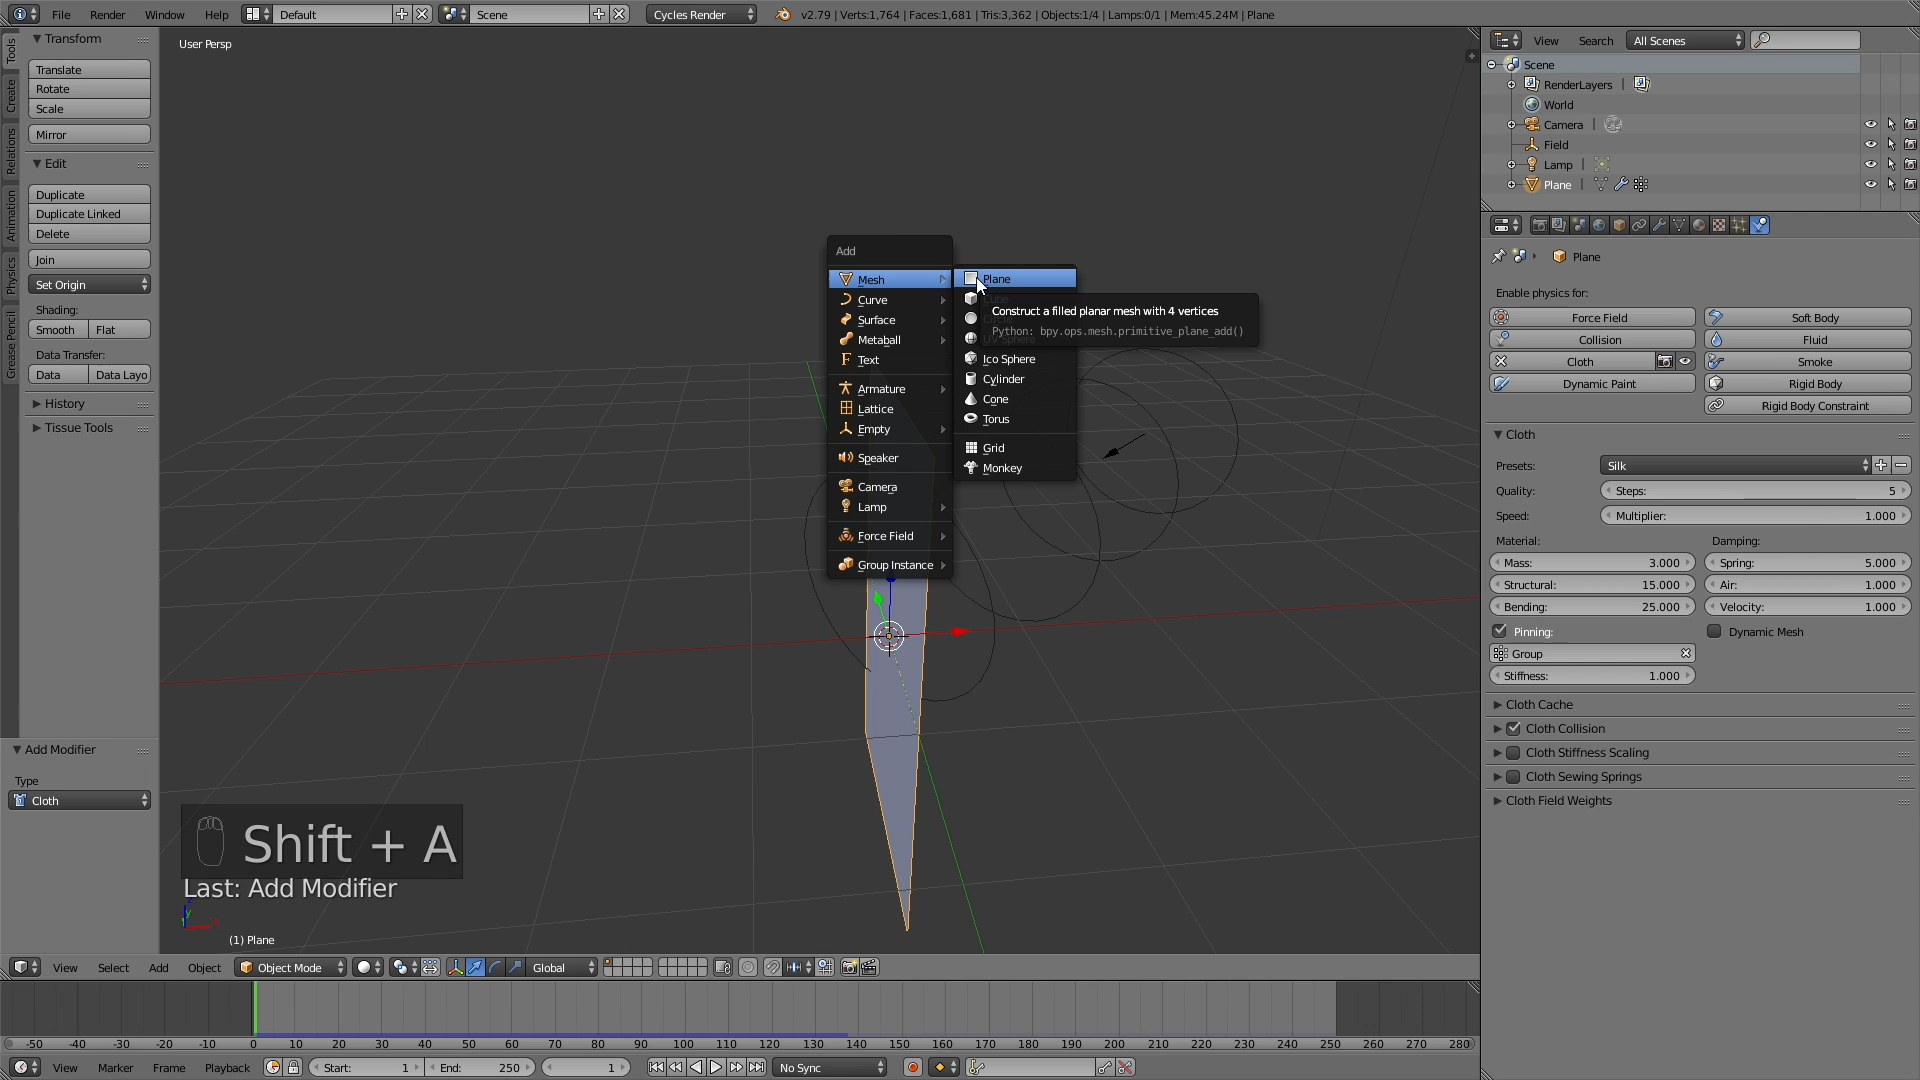 File Render Window Help Default Scene Cycles Render v2.79 | Verts:1,764 | Faces:1,681 | Tris:3,362 | Objects:1/4 | Lamps:0/1 | Mem:45.24M | Plane
Tools
Create
Relations
Animation
Physics
Grease Pencil
Transform
Translate
Rotate
Scale
Mirror
Edit
Duplicate
Duplicate Linked
Delete
Join
Set Origin
Shading:
Smooth Flat
Data Transfer:
Data Data Layo
History
Tissue Tools
Add Modifier
Type
Cloth
User Persp
Add
Mesh
Curve
Surface
Metaball
Text
Armature
Lattice
Empty
Speaker
Camera
Lamp
Force Field
Group Instance
Plane
Construct a filled planar mesh with 4 vertices
Python: bpy.ops.mesh.primitive_plane_add()
Ico Sphere
Cylinder
Cone
Torus
Grid
Monkey
Shift + A
Last: Add Modifier
(1) Plane
View Select Add Object Object Mode Global
-50 -40 -30 -20 -10 0 10 20 30 40 50 60 70 80 90 100 110 120 130 140 150 160 170 180 190 200 210 220 230 240 250 260 270 280
View Marker Frame Playback Start: 1 End: 250 1 No Sync
View Search All Scenes
Scene
RenderLayers
World
Camera
Field
Lamp
Plane
Plane
Enable physics for:
Force Field Soft Body
Collision Fluid
Cloth Smoke
Dynamic Paint Rigid Body
Rigid Body Constraint
Cloth
Presets: Silk
Quality: Steps: 5
Speed: Multiplier: 1.000
Material: Damping:
Mass: 3.000 Spring: 5.000
Structural: 15.000 Air: 1.000
Bending: 25.000 Velocity: 1.000
Pinning: Dynamic Mesh
Group
Stiffness: 1.000
Cloth Cache
Cloth Collision
Cloth Stiffness Scaling
Cloth Sewing Springs
Cloth Field Weights